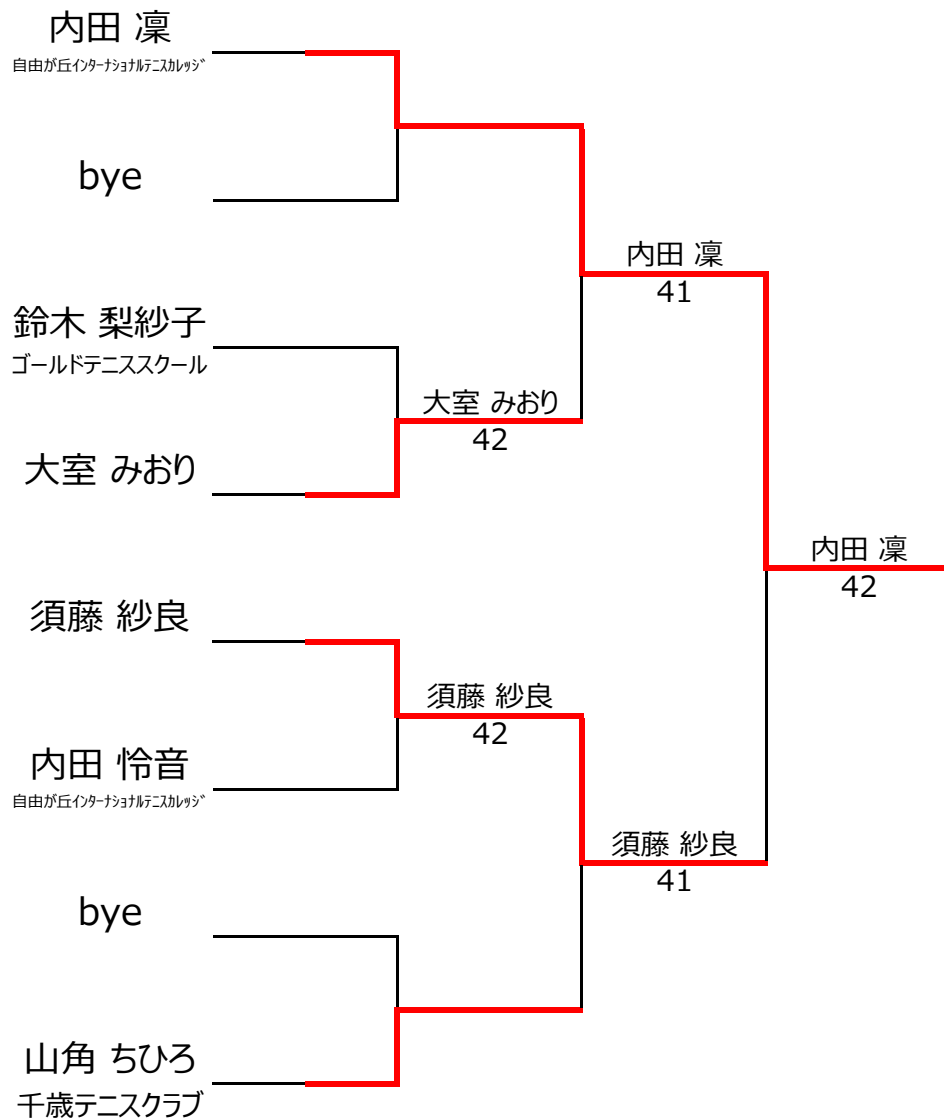 内田 凜
自由が丘ｲﾝﾀｰﾅｼｮﾅﾙﾃﾆｽｶﾚｯｼﾞ
bye
内田 凜
41
鈴木 梨紗子
ゴールドテニススクール
大室 みおり
42
大室 みおり
内田 凜
42
須藤 紗良
須藤 紗良
42
内田 怜音
自由が丘ｲﾝﾀｰﾅｼｮﾅﾙﾃﾆｽｶﾚｯｼﾞ
須藤 紗良
41
bye
山角 ちひろ
千歳テニスクラブ